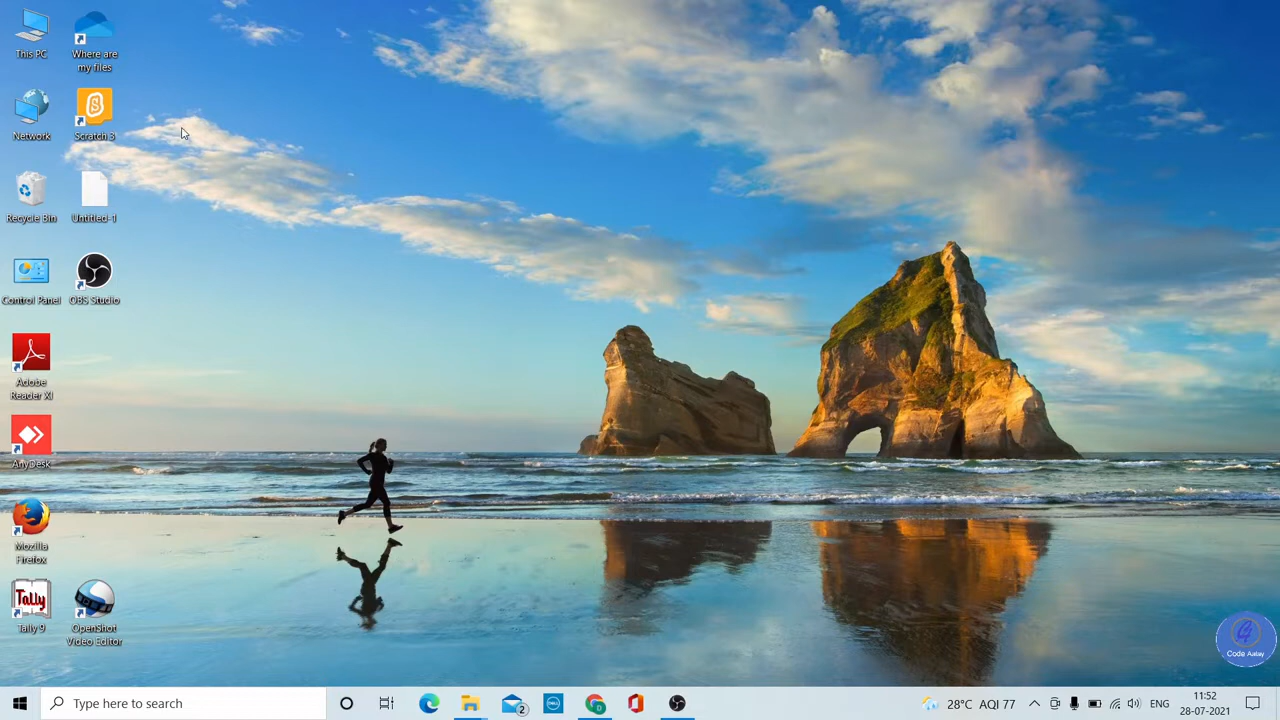 This PC
Where are
my files
Network
Scratch 3
Recycle Bin
Untitled-1
Control Panel
OBS Studio
Adobe
Reader XI
AnyDesk
Mozilla
Firefox
Tally
Tally 9
OpenShot
Video Editor
Code Aalay
Type here to search
2
DELL
D
28°C AQI 77
ENG
11:52
28-07-2021